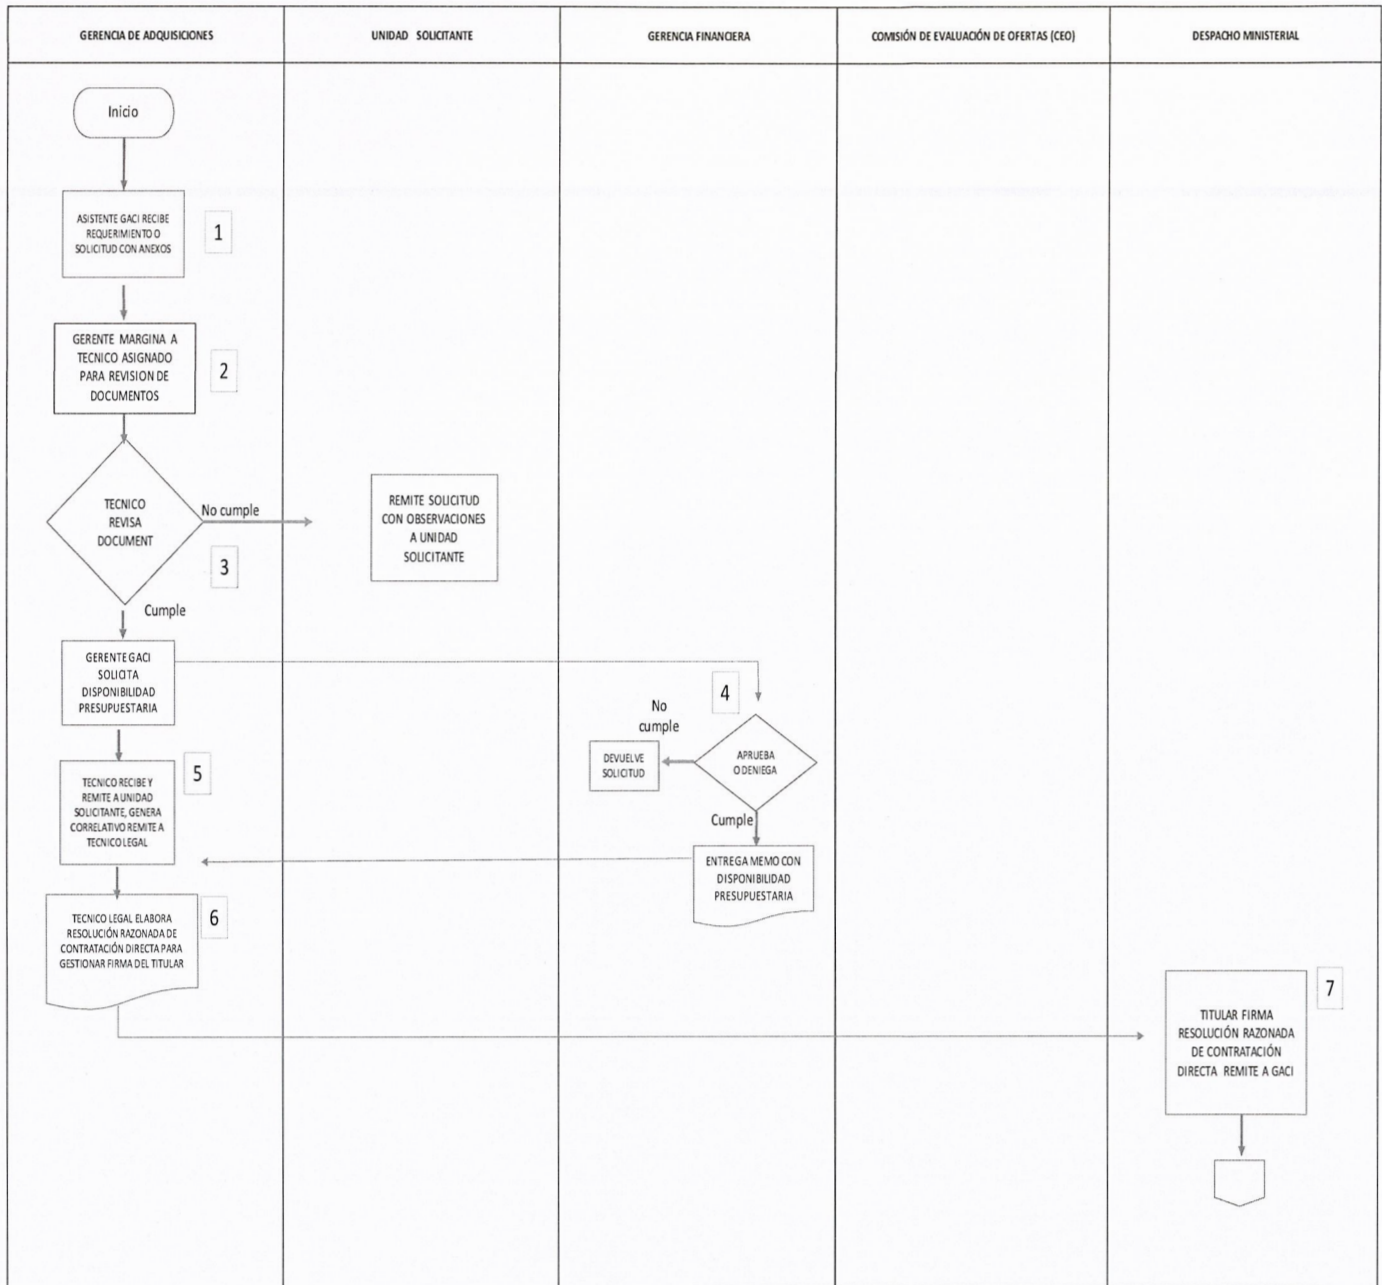 GERENCIA DE ADQUISICIONES
UNIDAD SOLICITANTE
GERENCIA FINANCIERA
COMISIÓN DE EVALUACIÓN DE OFERTAS (CEO)
DESPACHO MINISTERIAL
Inicio
ASISTENTE GACI RECIBE
REQUERIMIENTO O
SOLICITUD CON ANEXOS
1
GERENTE MARGINA A
TECNICO ASIGNADO
PARA REVISION DE
DOCUMENTOS
2
TECNICO
REVISA
DOCUMENT
No cumple
3
Cumple
REMITE SOLICITUD
CON OBSERVACIONES
A UNIDAD
SOLICITANTE
GERENTE GACI
SOLICITA
DISPONIBILIDAD
PRESUPUESTARIA
4
No
cumple
APRUEBA
O DENIEGA
DEVUELVE
SOLICITUD
Cumple
ENTREGA MEMO CON
DISPONIBILIDAD
PRESUPUESTARIA
5
TECNICO RECIBE Y
REMITE A UNIDAD
SOLICITANTE, GENERA
CORRELATIVO REMITE A
TECNICO LEGAL
6
TECNICO LEGAL ELABORA
RESOLUCIÓN RAZONADA DE
CONTRATACIÓN DIRECTA PARA
GESTIONAR FIRMA DEL TITULAR
7
TITULAR FIRMA
RESOLUCIÓN RAZONADA
DE CONTRATACIÓN
DIRECTA REMITE A GACI